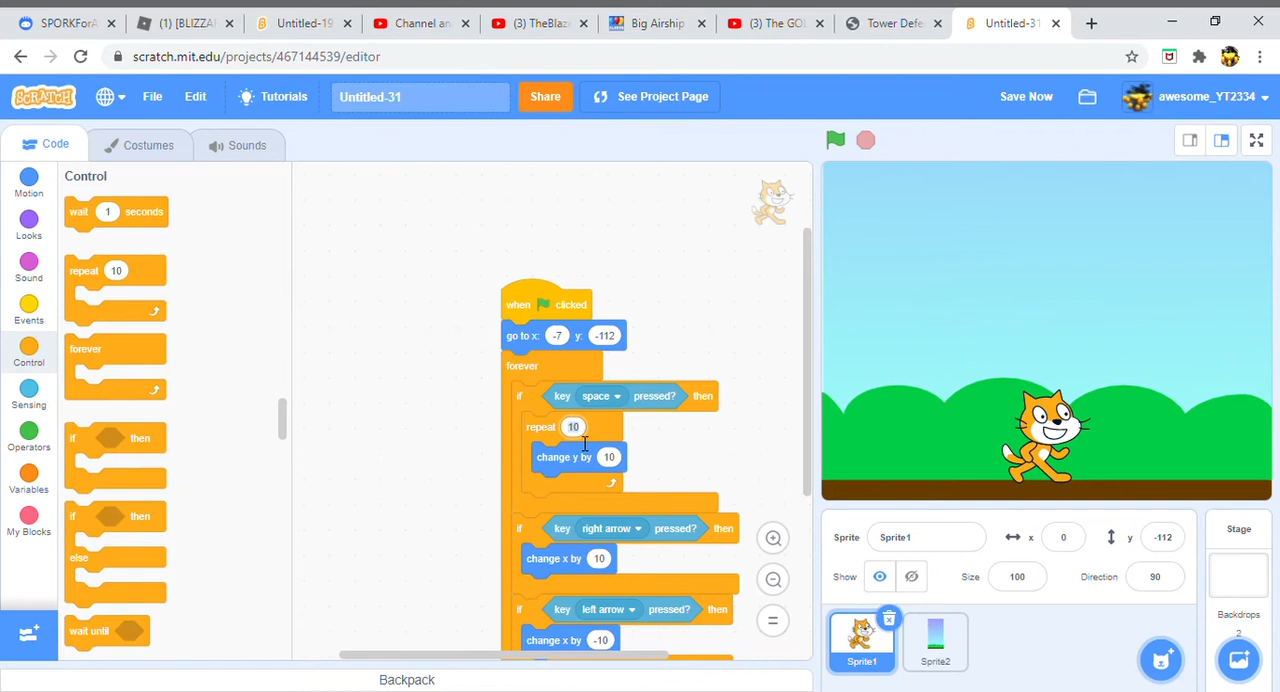 SPORKForA
(1) [BLIZZAF
Untitled-19
Channel an
(3) TheBlaze
Big Airship
(3) The GO
Tower Defe
Untitled-31
scratch.mit.edu/projects/467144539/editor
SCRATCH File Edit Tutorials Untitled-31 Share See Project Page Save Now awesome_YT2334
Code Costumes Sounds
Motion
Looks
Sound
Events
Control
Sensing
Operators
Variables
My Blocks
Control
wait 1 seconds
repeat 10
forever
if then
if then
else
wait until
when clicked
go to x: -7 y: -112
forever
if key space pressed? then
repeat 10
change y by 10
if key right arrow pressed? then
change x by 10
if key left arrow pressed? then
change x by -10
Backpack
Sprite Sprite1 x 0 y -112
Show Size 100 Direction 90
Sprite1
Sprite2
Stage
Backdrops
2